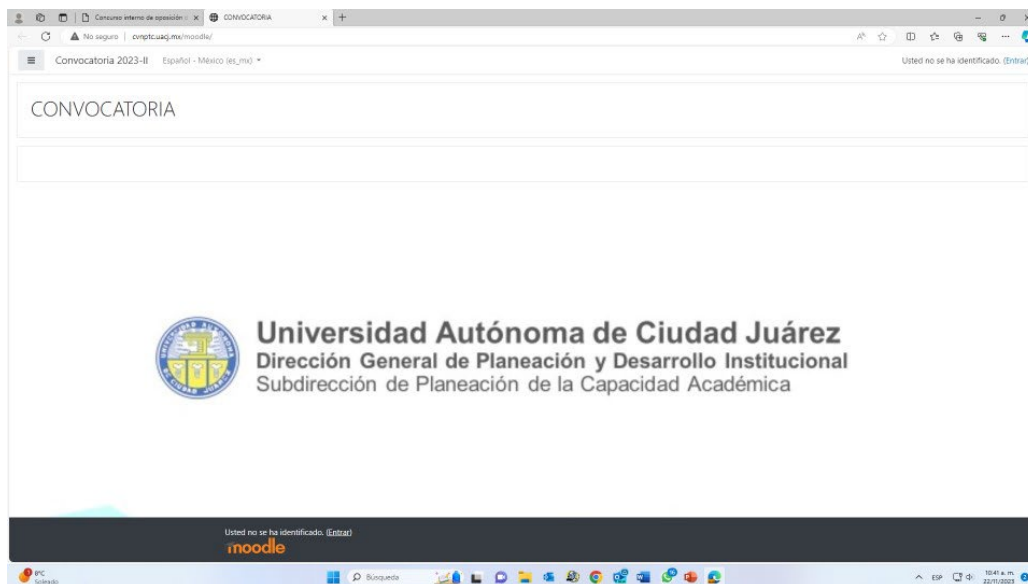 Concurso interno de oposición
CONVOCATORIA
No seguro | cvnptc.uacj.mx/moodle/
Convocatoria 2023-II Español - México (es_mx)
Usted no se ha identificado. (Entrar)
CONVOCATORIA
Universidad Autónoma de Ciudad Juárez
Dirección General de Planeación y Desarrollo Institucional
Subdirección de Planeación de la Capacidad Académica
Usted no se ha identificado. (Entrar)
moodle
8°C
Soleado
Búsqueda
ESP
10:41 a. m.
22/11/2023